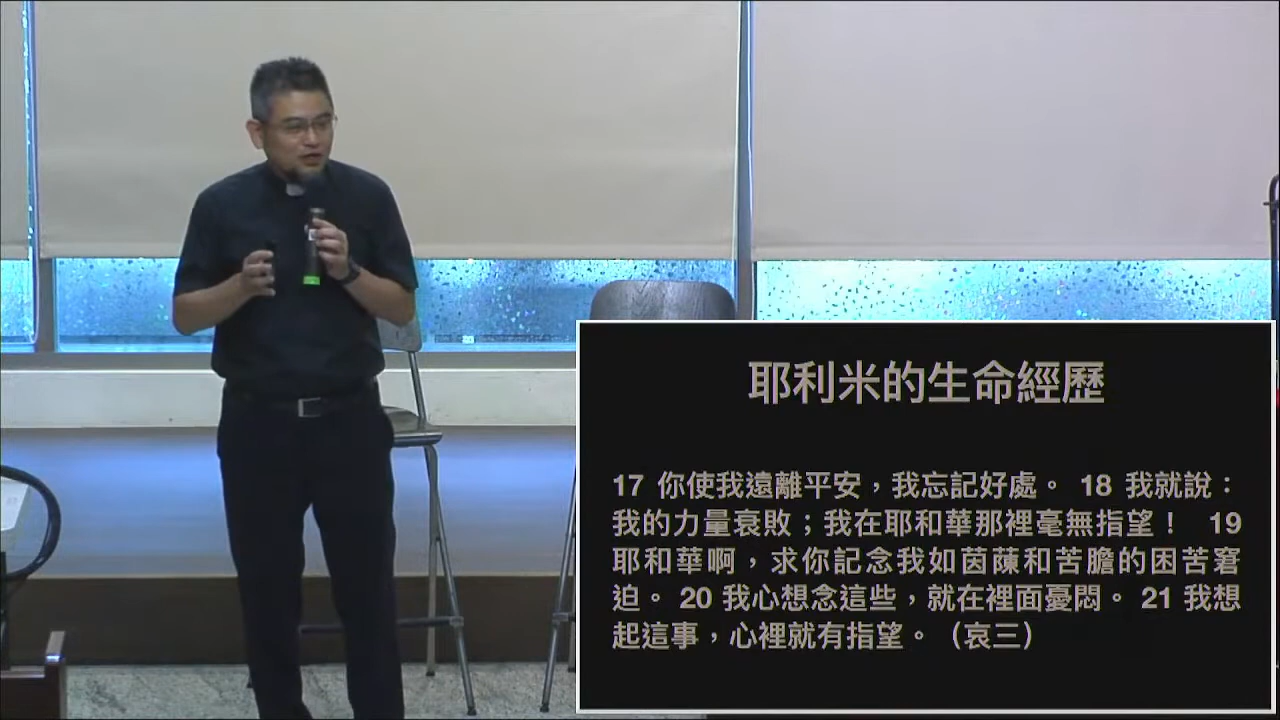 耶利米的生命經歷
17 你使我遠離平安，我忘記好處。 18 我就說：
我的力量衰敗；我在耶和華那裡毫無指望！ 19
耶和華啊，求你記念我如茵蔯和苦膽的困苦窘
迫。 20 我心想念這些，就在裡面憂悶。 21 我想
起這事，心裡就有指望。（哀三）